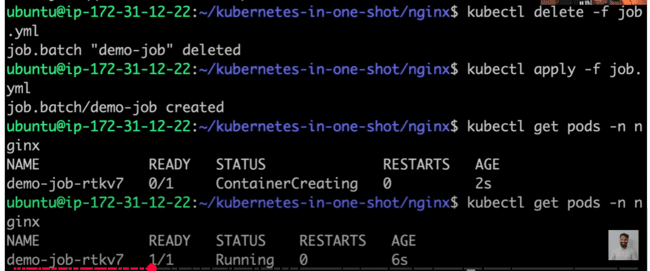 ubuntu@ip-172-31-12-22:~/kubernetes-in-one-shot/nginx$ kubectl delete -f job
.yml
job.batch "demo-job" deleted
ubuntu@ip-172-31-12-22:~/kubernetes-in-one-shot/nginx$ kubectl apply -f job.
yml
job.batch/demo-job created
ubuntu@ip-172-31-12-22:~/kubernetes-in-one-shot/nginx$ kubectl get pods -n n
ginx
NAME READY STATUS RESTARTS AGE
demo-job-rtkv7 0/1 ContainerCreating 0 2s
ubuntu@ip-172-31-12-22:~/kubernetes-in-one-shot/nginx$ kubectl get pods -n n
ginx
NAME READY STATUS RESTARTS AGE
demo-job-rtkv7 1/1 Running 0 6s